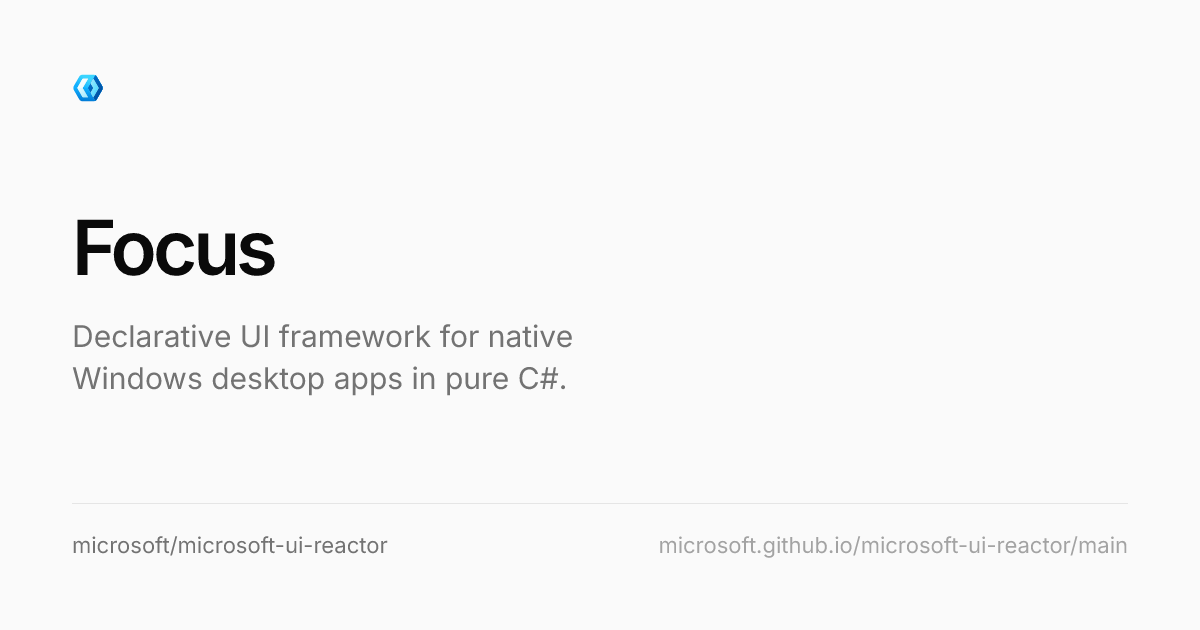 Focus
Declarative UI framework for native
Windows desktop apps in pure C#.
microsoft/microsoft-ui-reactor
microsoft.github.io/microsoft-ui-reactor/main